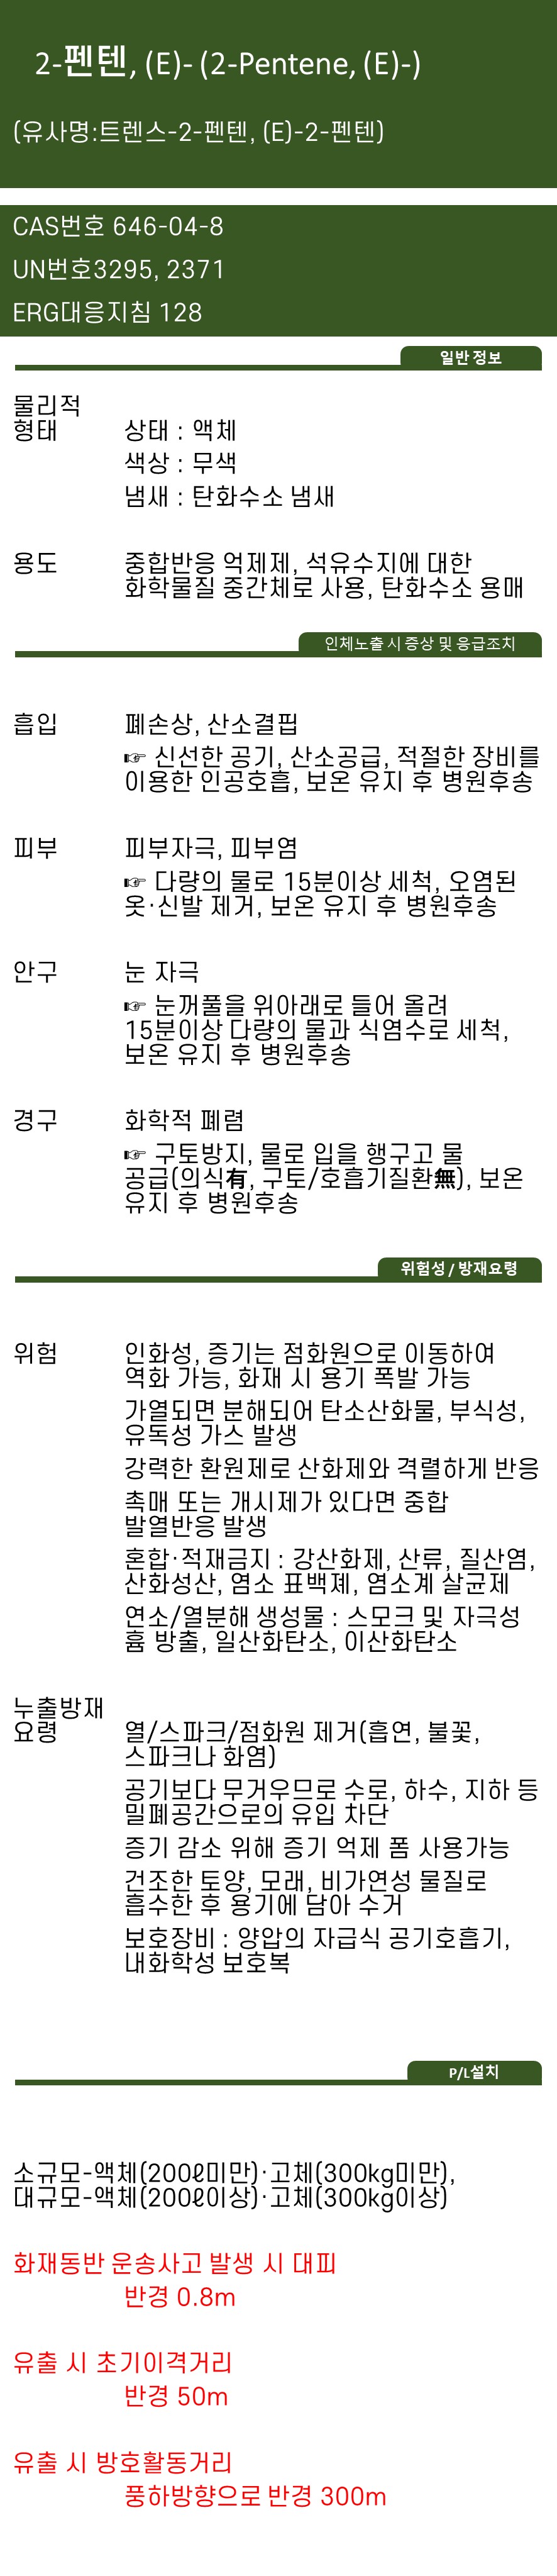 2-펜텐, (E)- (2-Pentene, (E)-)
(유사명:트렌스-2-펜텐, (E)-2-펜텐)
CAS번호 646-04-8
UN번호3295, 2371
ERG대응지침 128
일반 정보
물리적
형태
상태 : 액체
색상 : 무색
냄새 : 탄화수소 냄새
용도
중합반응 억제제, 석유수지에 대한
화학물질 중간체로 사용, 탄화수소 용매
인체노출 시 증상 및 응급조치
흡입
폐손상, 산소결핍
☞ 신선한 공기, 산소공급, 적절한 장비를
이용한 인공호흡, 보온 유지 후 병원후송
피부
피부자극, 피부염
☞ 다량의 물로 15분이상 세척, 오염된
옷·신발 제거, 보온 유지 후 병원후송
안구
눈 자극
☞ 눈꺼풀을 위아래로 들어 올려
15분이상 다량의 물과 식염수로 세척,
보온 유지 후 병원후송
경구
화학적 폐렴
☞ 구토방지, 물로 입을 행구고 물
공급(의식有, 구토/호흡기질환無), 보온
유지 후 병원후송
위험성 / 방재요령
위험
인화성, 증기는 점화원으로 이동하여
역화 가능, 화재 시 용기 폭발 가능
가열되면 분해되어 탄소산화물, 부식성,
유독성 가스 발생
강력한 환원제로 산화제와 격렬하게 반응
촉매 또는 개시제가 있다면 중합
발열반응 발생
혼합·적재금지 : 강산화제, 산류, 질산염,
산화성산, 염소 표백제, 염소계 살균제
연소/열분해 생성물 : 스모크 및 자극성
흄 방출, 일산화탄소, 이산화탄소
누출방재
요령
열/스파크/점화원 제거(흡연, 불꽃,
스파크나 화염)
공기보다 무거우므로 수로, 하수, 지하 등
밀폐공간으로의 유입 차단
증기 감소 위해 증기 억제 폼 사용가능
건조한 토양, 모래, 비가연성 물질로
흡수한 후 용기에 담아 수거
보호장비 : 양압의 자급식 공기호흡기,
내화학성 보호복
P/L설치
소규모-액체(200ℓ미만)·고체(300kg미만),
대규모-액체(200ℓ이상)·고체(300kg이상)
화재동반 운송사고 발생 시 대피
반경 0.8m
유출 시 초기이격거리
반경 50m
유출 시 방호활동거리
풍하방향으로 반경 300m